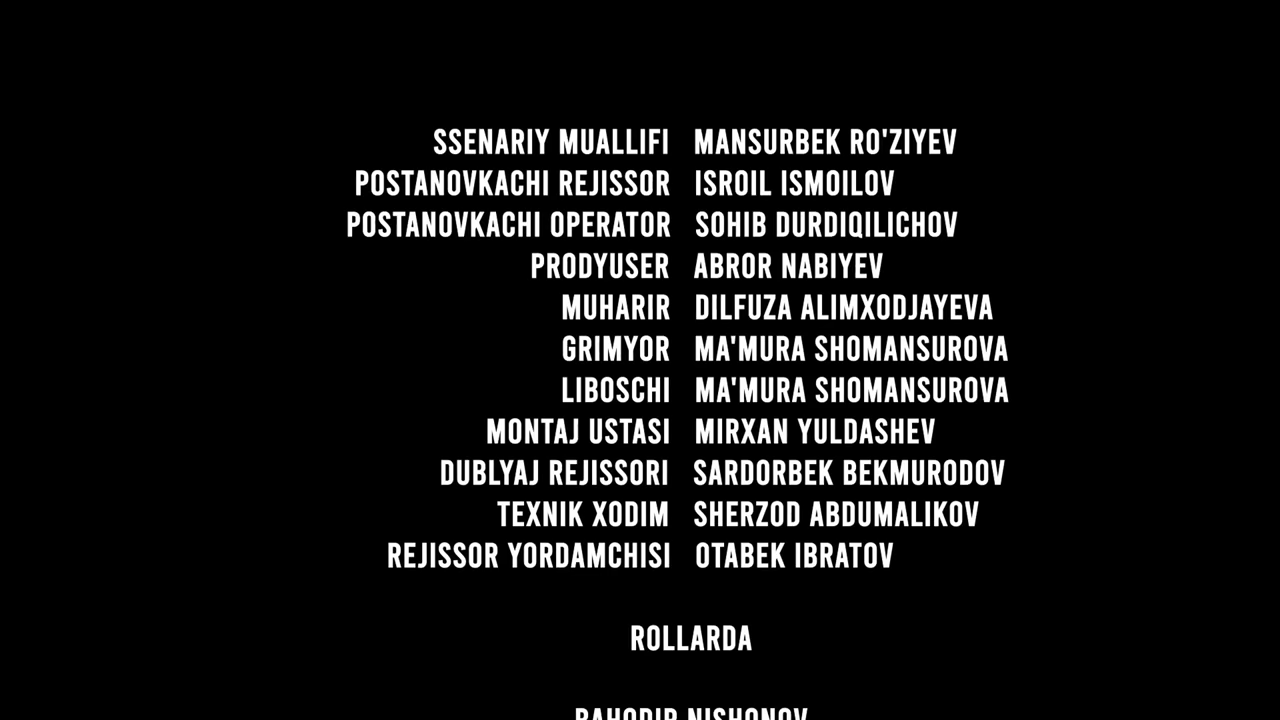 SSENARIY MUALLIFI MANSURBEK RO'ZIYEV
POSTANOVKACHI REJISSOR ISROIL ISMOILOV
POSTANOVKACHI OPERATOR SOHIB DURDIQILICHOV
PRODYUSER ABROR NABIYEV
MUHARIR DILFUZA ALIMXODJAYEVA
GRIMYOR MA'MURA SHOMANSUROVA
LIBOSCHI MA'MURA SHOMANSUROVA
MONTAJ USTASI MIRXAN YULDASHEV
DUBLYAJ REJISSORI SARDORBEK BEKMURODOV
TEXNIK XODIM SHERZOD ABDUMALIKOV
REJISSOR YORDAMCHISI OTABEK IBRATOV
ROLLARDA
BAHODIR NISHONOV